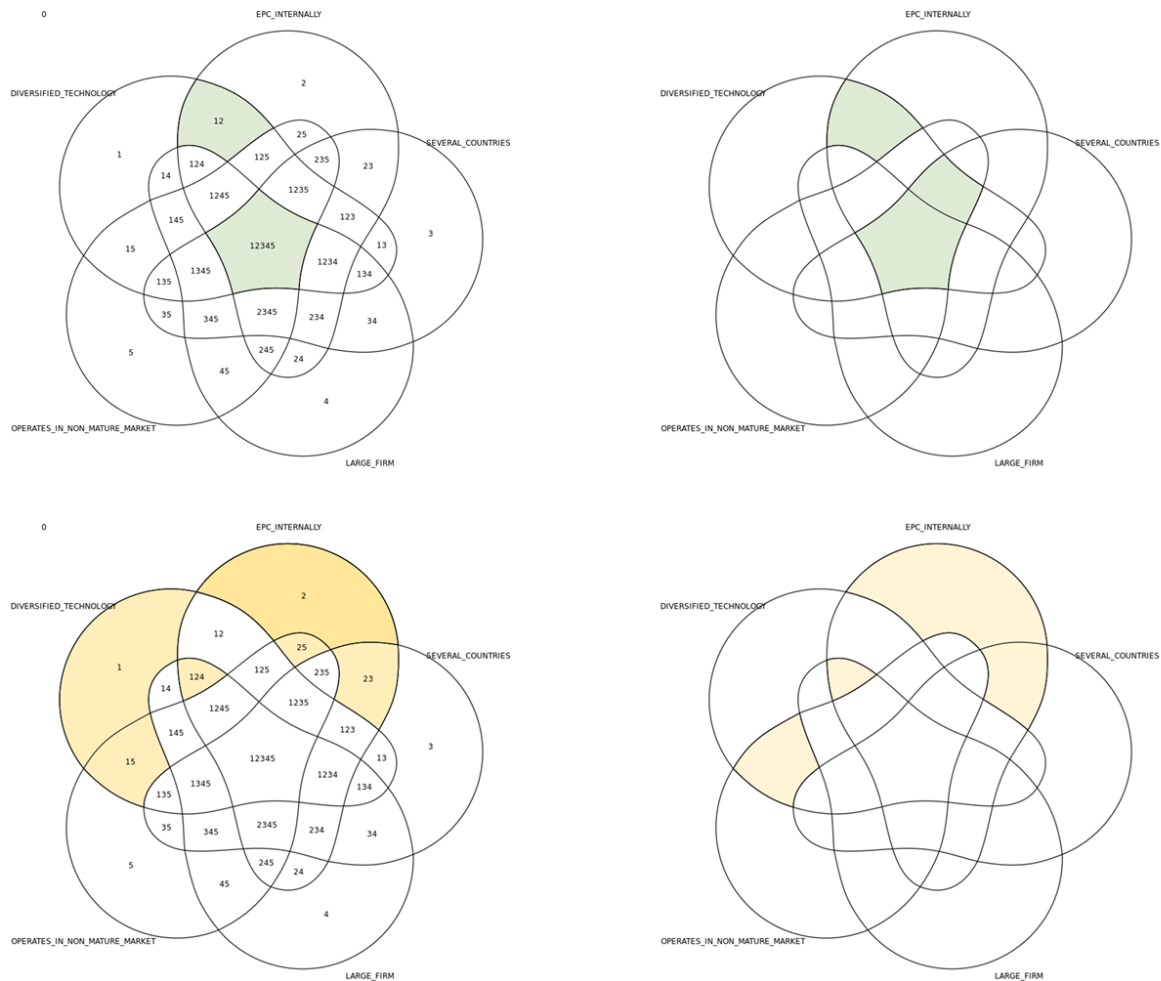 0 EPC_INTERNALLY EPC_INTERNALLY
2
DIVERSIFIED_TECHNOLOGY DIVERSIFIED_TECHNOLOGY
12
25
SEVERAL_COUNTRIES SEVERAL_COUNTRIES
1 125 235 23
124
14
1245 1235
145 123
3
15 12345 13
1234
1345 134
135
35 345 2345 234 34
5 245 24
45
4
OPERATES_IN_NON_MATURE_MARKET OPERATES_IN_NON_MATURE_MARKET
LARGE_FIRM LARGE_FIRM
0 EPC_INTERNALLY EPC_INTERNALLY
2
DIVERSIFIED_TECHNOLOGY DIVERSIFIED_TECHNOLOGY
12
25
SEVERAL_COUNTRIES SEVERAL_COUNTRIES
1 125 235 23
124
14
1245 1235
145 123
3
15 12345 13
1234
1345 134
135
35 345 2345 234 34
5 245 24
45
4
OPERATES_IN_NON_MATURE_MARKET OPERATES_IN_NON_MATURE_MARKET
LARGE_FIRM LARGE_FIRM